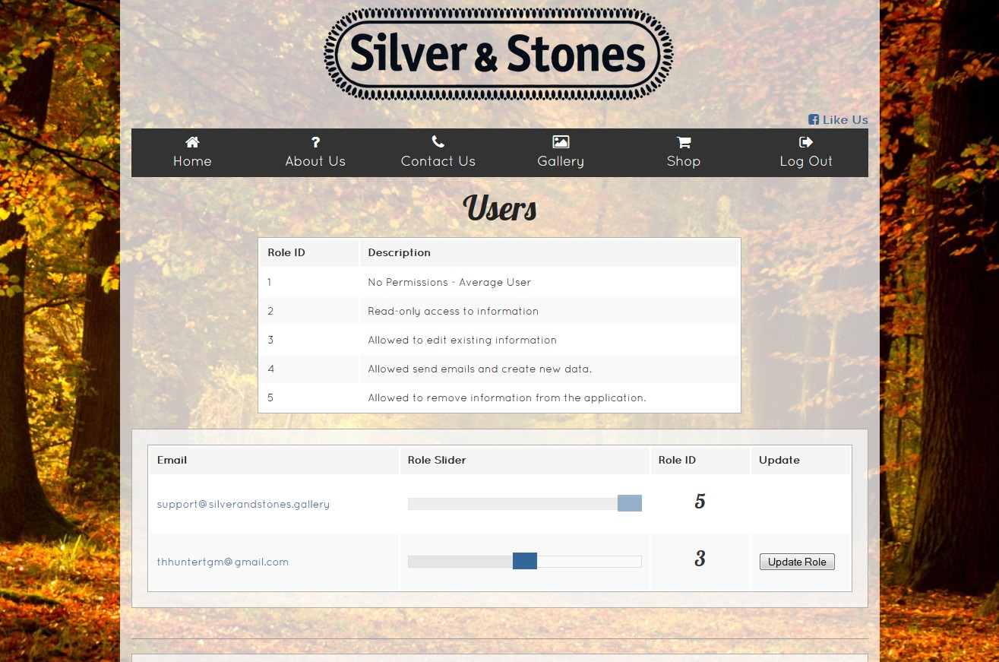 Silver & Stones
Like Us
Home About Us Contact Us Gallery Shop Log Out
Users
Role ID Description
1 No Permissions - Average User
2 Read-only access to information
3 Allowed to edit existing information
4 Allowed send emails and create new data.
5 Allowed to remove information from the application.
Email Role Slider Role ID Update
support@silverandstones.gallery 5
thhuntertgm@gmail.com 3 Update Role